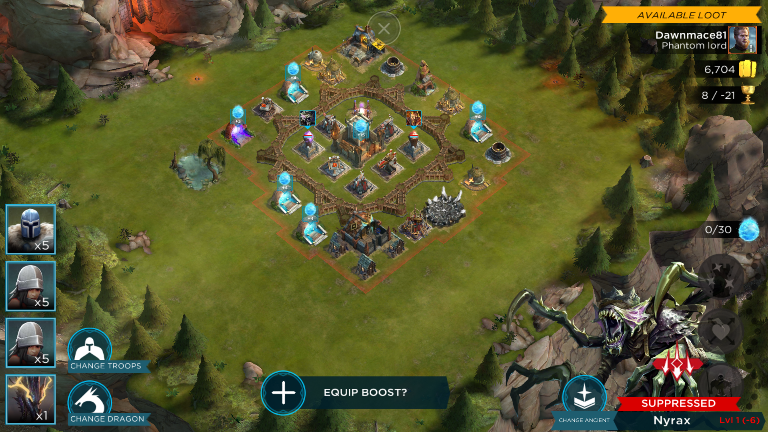 AVAILABLE LOOT
Dawnmace81
Phantom lord
6,704
8 / -21
0/30
x5
x5
x5
x1
CHANGE TROOPS
CHANGE DRAGON
EQUIP BOOST?
CHANGE ANCIENT
SUPPRESSED
Nyrax
Lvl 1 (-6)